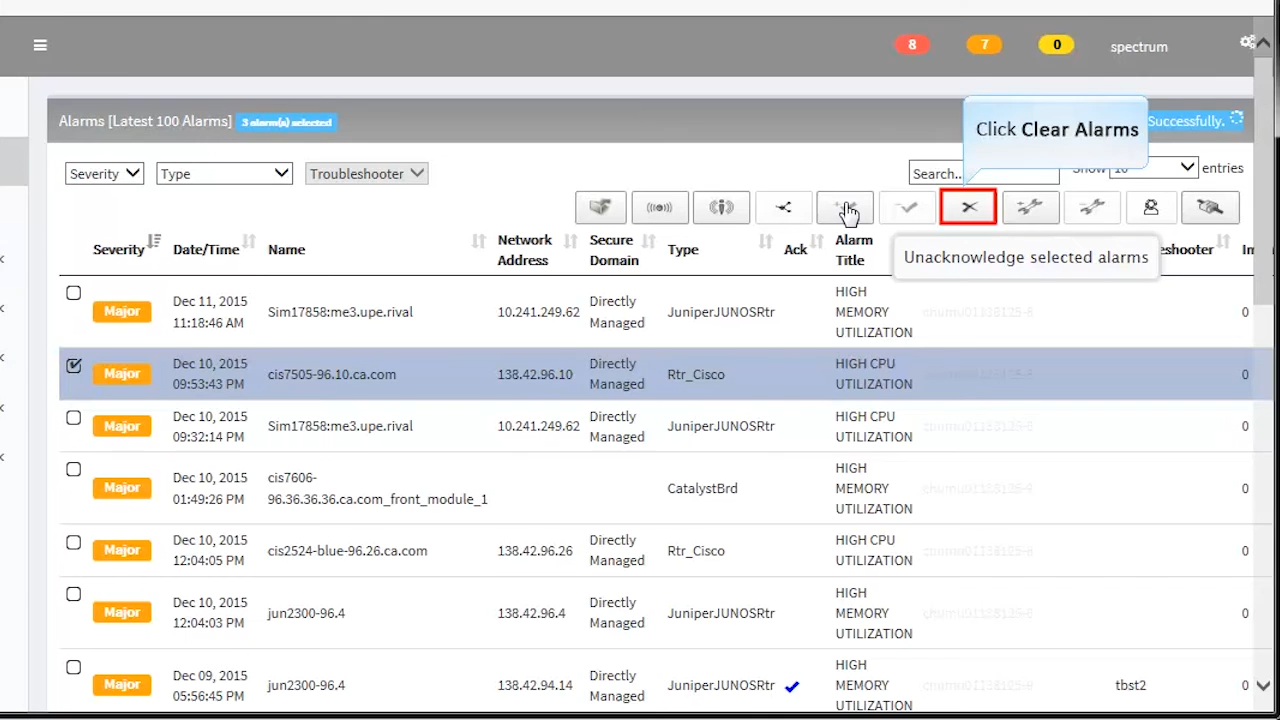 8 7 0 spectrum
Alarms [Latest 100 Alarms] 3 alarm(s) selected Successfully.
Click Clear Alarms
Severity Type Troubleshooter Search.. Show 10 entries
Unacknowledge selected alarms
Severity Date/Time Name Network Address Secure Domain Type Ack Alarm Title shooter Im
Major Dec 11, 2015 11:18:46 AM Sim17858:me3.upe.rival 10.241.249.62 Directly Managed JuniperJUNOSRtr HIGH MEMORY UTILIZATION 0
Major Dec 10, 2015 09:53:43 PM cis7505-96.10.ca.com 138.42.96.10 Directly Managed Rtr_Cisco HIGH CPU UTILIZATION 0
Major Dec 10, 2015 09:32:14 PM Sim17858:me3.upe.rival 10.241.249.62 Directly Managed JuniperJUNOSRtr HIGH CPU UTILIZATION 0
Major Dec 10, 2015 01:49:26 PM cis7606-96.36.36.36.ca.com_front_module_1 CatalystBrd HIGH MEMORY UTILIZATION 0
Major Dec 10, 2015 12:04:05 PM cis2524-blue-96.26.ca.com 138.42.96.26 Directly Managed Rtr_Cisco HIGH CPU UTILIZATION 0
Major Dec 10, 2015 12:04:03 PM jun2300-96.4 138.42.96.4 Directly Managed JuniperJUNOSRtr HIGH MEMORY UTILIZATION 0
Major Dec 09, 2015 05:56:45 PM jun2300-96.4 138.42.94.14 Directly Managed JuniperJUNOSRtr HIGH MEMORY UTILIZATION tbst2 0